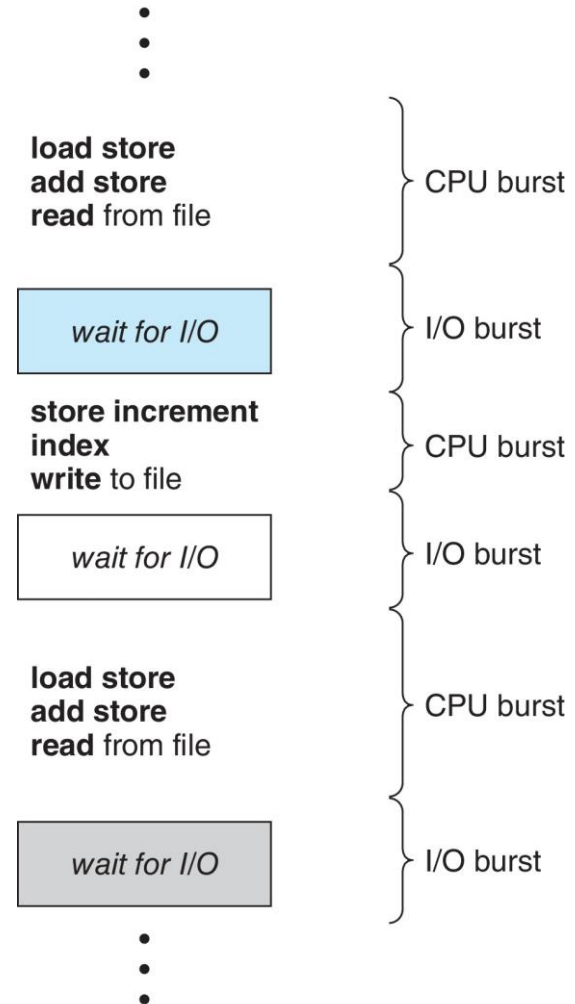 load store
add store
read from file
CPU burst
wait for I/O
I/O burst
store increment
index
write to file
CPU burst
wait for I/O
I/O burst
load store
add store
read from file
CPU burst
wait for I/O
I/O burst